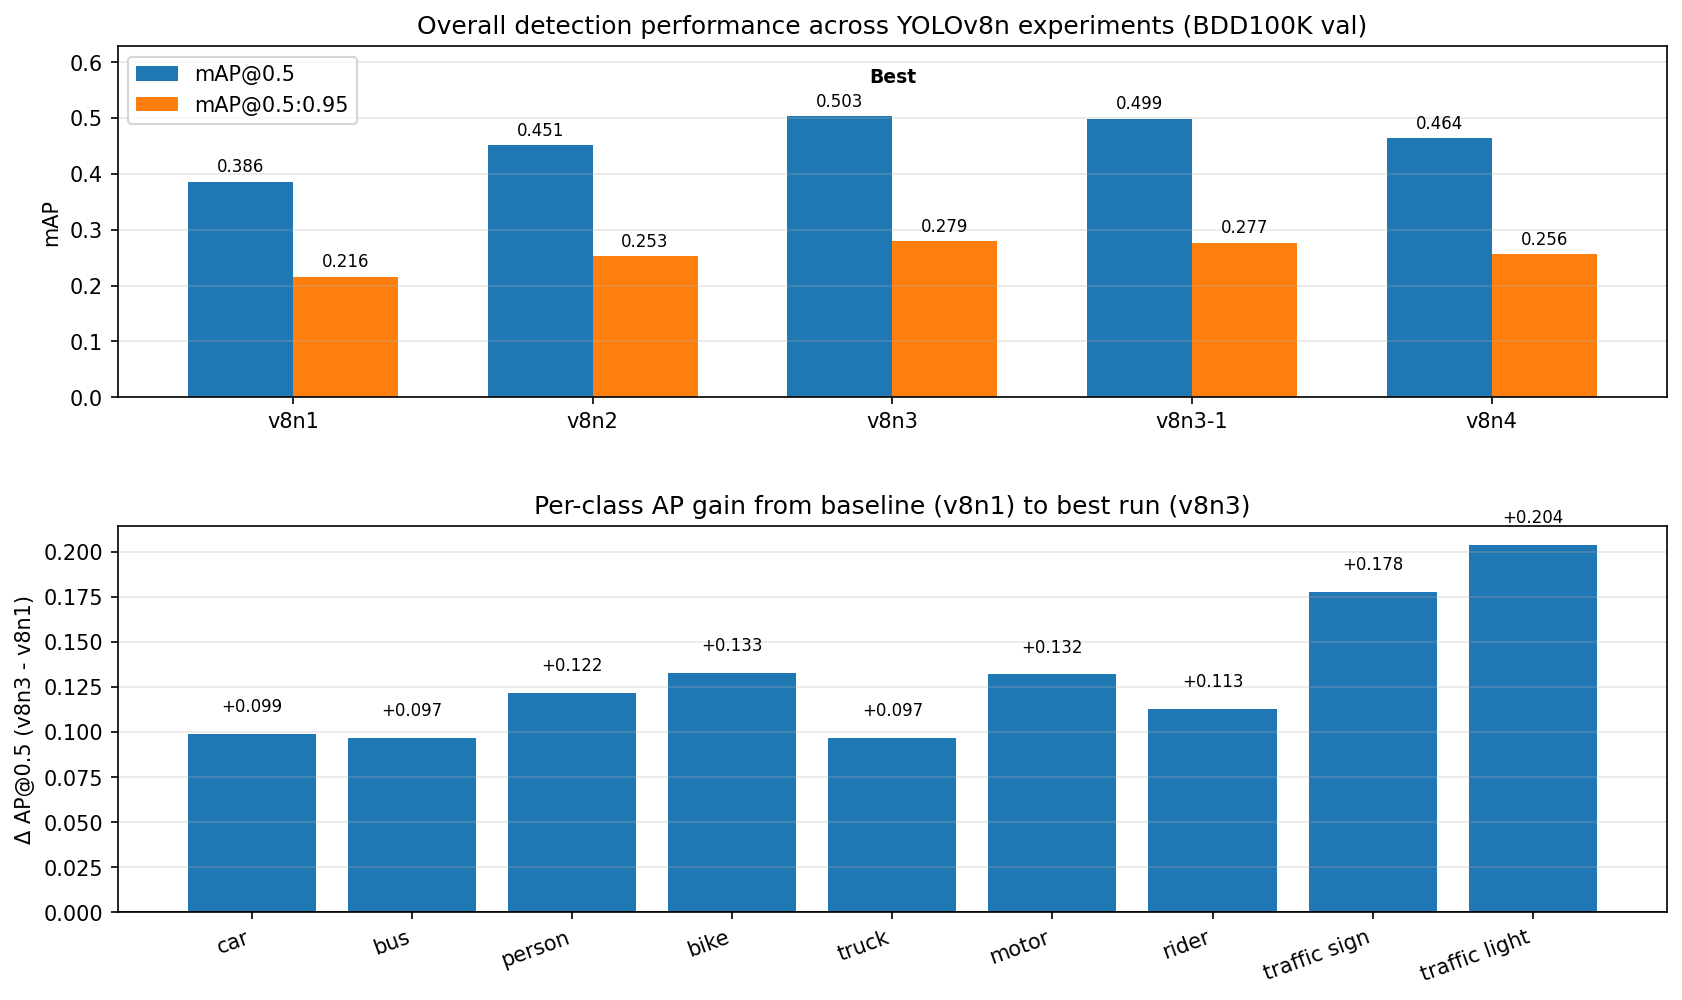 Overall detection performance across YOLOv8n experiments (BDD100K val)
mAP@0.5
mAP@0.5:0.95
Best
mAP
0.6
0.5
0.4
0.3
0.2
0.1
0.0
0.386
0.216
0.451
0.253
0.503
0.279
0.499
0.277
0.464
0.256
v8n1
v8n2
v8n3
v8n3-1
v8n4
Per-class AP gain from baseline (v8n1) to best run (v8n3)
Δ AP@0.5 (v8n3 - v8n1)
0.200
0.175
0.150
0.125
0.100
0.075
0.050
0.025
0.000
+0.099
+0.097
+0.122
+0.133
+0.097
+0.132
+0.113
+0.178
+0.204
car
bus
person
bike
truck
motor
rider
traffic sign
traffic light